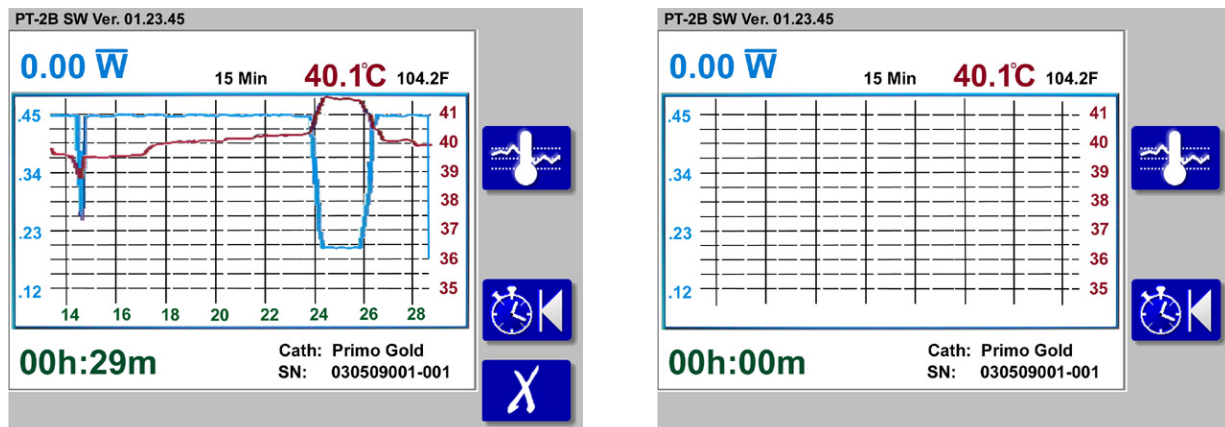 PT-2B SW Ver. 01.23.45
0.00 W
15 Min 40.1°C 104.2F
.45 41
40
.34 39
38
.23 37
36
.12 35
14 16 18 20 22 24 26 28
00h:29m
Cath: Primo Gold
SN: 030509001-001
PT-2B SW Ver. 01.23.45
0.00 W
15 Min 40.1°C 104.2F
.45 41
40
.34 39
38
.23 37
36
.12 35
00h:00m
Cath: Primo Gold
SN: 030509001-001